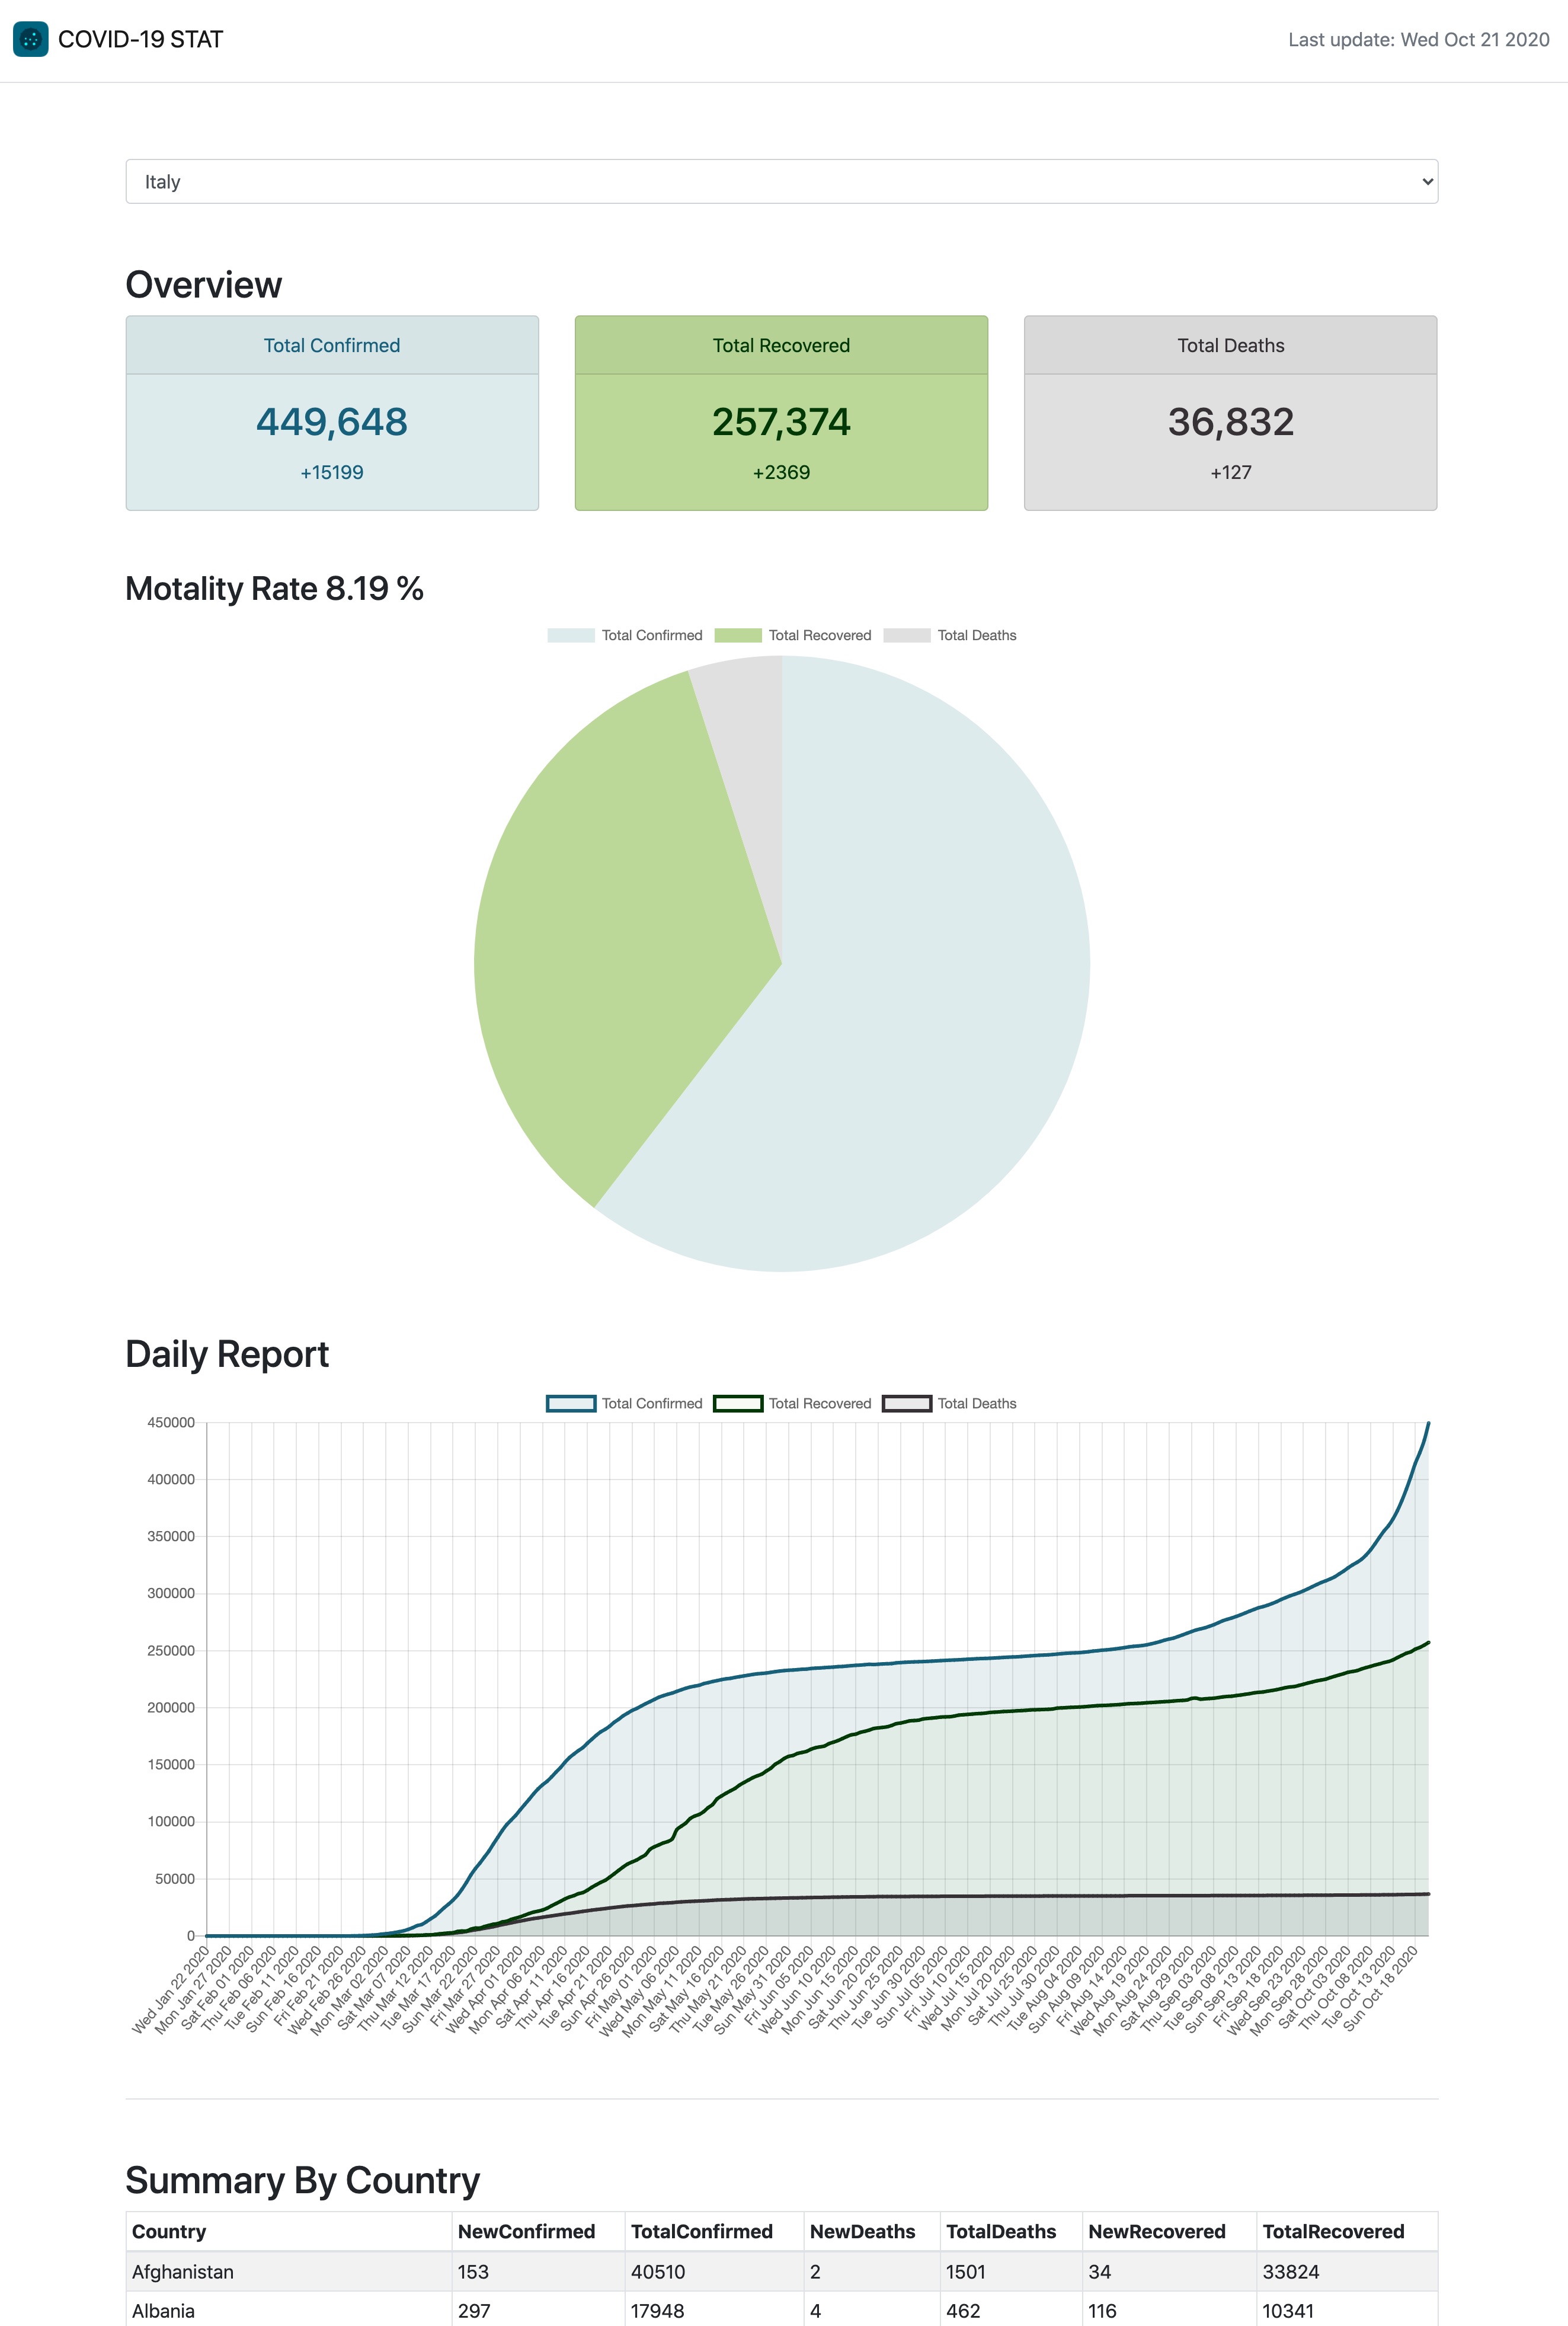 COVID-19 STAT
Last update: Wed Oct 21 2020
Italy
Overview
Total Confirmed
449,648
+15199
Total Recovered
257,374
+2369
Total Deaths
36,832
+127
Motality Rate 8.19 %
Total Confirmed Total Recovered Total Deaths
Daily Report
Total Confirmed Total Recovered Total Deaths
450000
400000
350000
300000
250000
200000
150000
100000
50000
0
Wed Jan 22 2020
Mon Jan 27 2020
Sat Feb 01 2020
Thu Feb 06 2020
Tue Feb 11 2020
Sun Feb 16 2020
Fri Feb 21 2020
Wed Feb 26 2020
Mon Mar 02 2020
Sat Mar 07 2020
Thu Mar 12 2020
Tue Mar 17 2020
Sun Mar 22 2020
Fri Mar 27 2020
Wed Apr 01 2020
Mon Apr 06 2020
Sat Apr 11 2020
Thu Apr 16 2020
Tue Apr 21 2020
Sun Apr 26 2020
Fri May 01 2020
Wed May 06 2020
Mon May 11 2020
Sat May 16 2020
Thu May 21 2020
Tue May 26 2020
Sun May 31 2020
Fri Jun 05 2020
Wed Jun 10 2020
Mon Jun 15 2020
Sat Jun 20 2020
Thu Jun 25 2020
Tue Jun 30 2020
Sun Jul 05 2020
Fri Jul 10 2020
Wed Jul 15 2020
Mon Jul 20 2020
Sat Jul 25 2020
Thu Jul 30 2020
Tue Aug 04 2020
Sun Aug 09 2020
Fri Aug 14 2020
Wed Aug 19 2020
Mon Aug 24 2020
Sat Aug 29 2020
Thu Sep 03 2020
Tue Sep 08 2020
Sun Sep 13 2020
Fri Sep 18 2020
Wed Sep 23 2020
Mon Sep 28 2020
Sat Oct 03 2020
Thu Oct 08 2020
Tue Oct 13 2020
Sun Oct 18 2020
Summary By Country
Country NewConfirmed TotalConfirmed NewDeaths TotalDeaths NewRecovered TotalRecovered
Afghanistan 153 40510 2 1501 34 33824
Albania 297 17948 4 462 116 10341